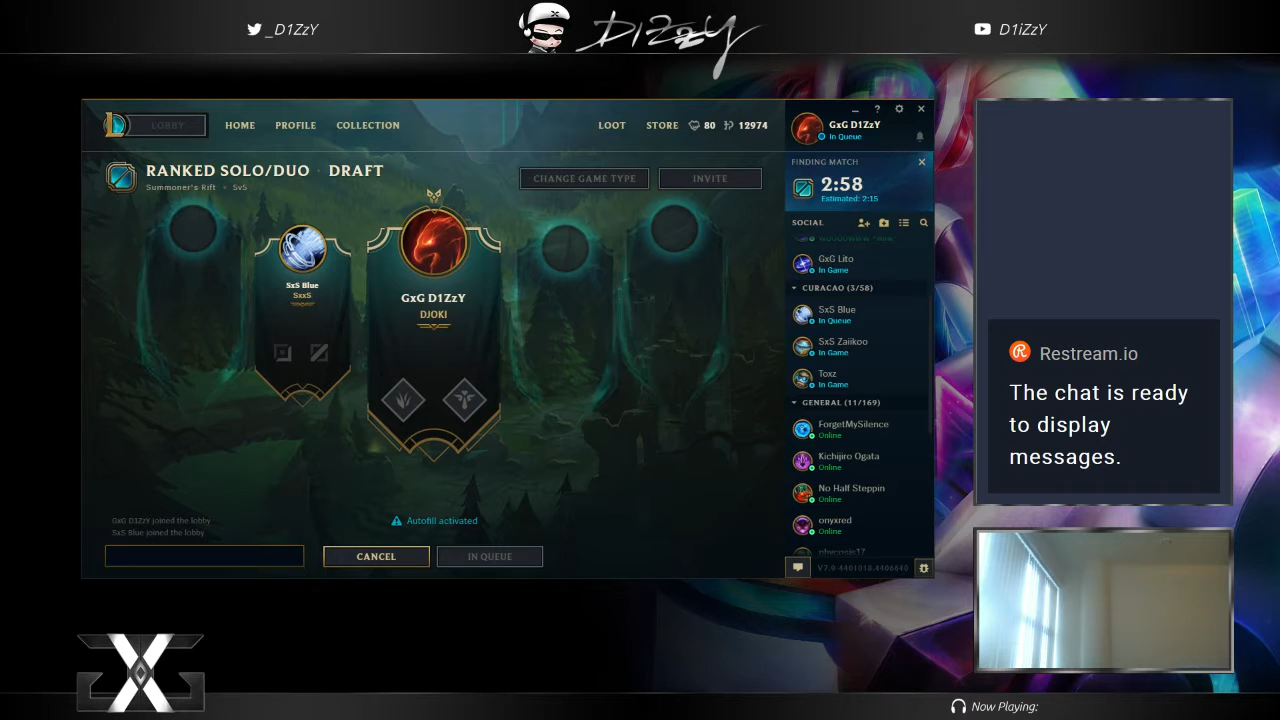 _D1ZzY
D1ZzY
D1iZzY
LOBBY
HOME
PROFILE
COLLECTION
LOOT
STORE
80
12974
?
GxG D1ZzY
In Queue
RANKED SOLO/DUO · DRAFT
Summoner's Rift • 5v5
CHANGE GAME TYPE
INVITE
FINDING MATCH
2:58
Estimated: 2:15
SOCIAL
GxG Lito
In Game
CURACAO (3/58)
SxS Blue
In Queue
SxS Zaiikoo
In Game
Toxz
In Game
GENERAL (11/169)
ForgetMySilence
Online
Kichijiro Ogata
Online
No Half Steppin
Online
onyxred
Online
V7.9.4401013.4406640
SxS Blue
SxxS
GxG D1ZzY
DJOKI
GxG D1ZzY joined the lobby
SxS Blue joined the lobby
Autofill activated
CANCEL
IN QUEUE
Restream.io
The chat is ready
to display
messages.
Now Playing: